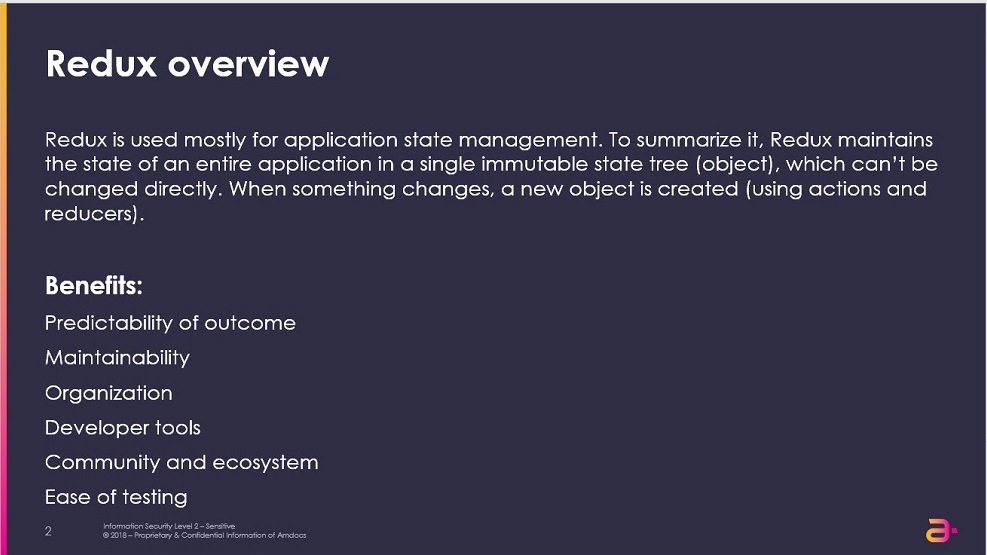 Redux overview
Redux is used mostly for application state management. To summarize it, Redux maintains
the state of an entire application in a single immutable state tree (object), which can't be
changed directly. When something changes, a new object is created (using actions and
reducers).
Benefits:
Predictability of outcome
Maintainability
Organization
Developer tools
Community and ecosystem
Ease of testing
2
Information Security Level 2 – Sensitive
© 2018 – Proprietary & Confidential Information of Amdocs